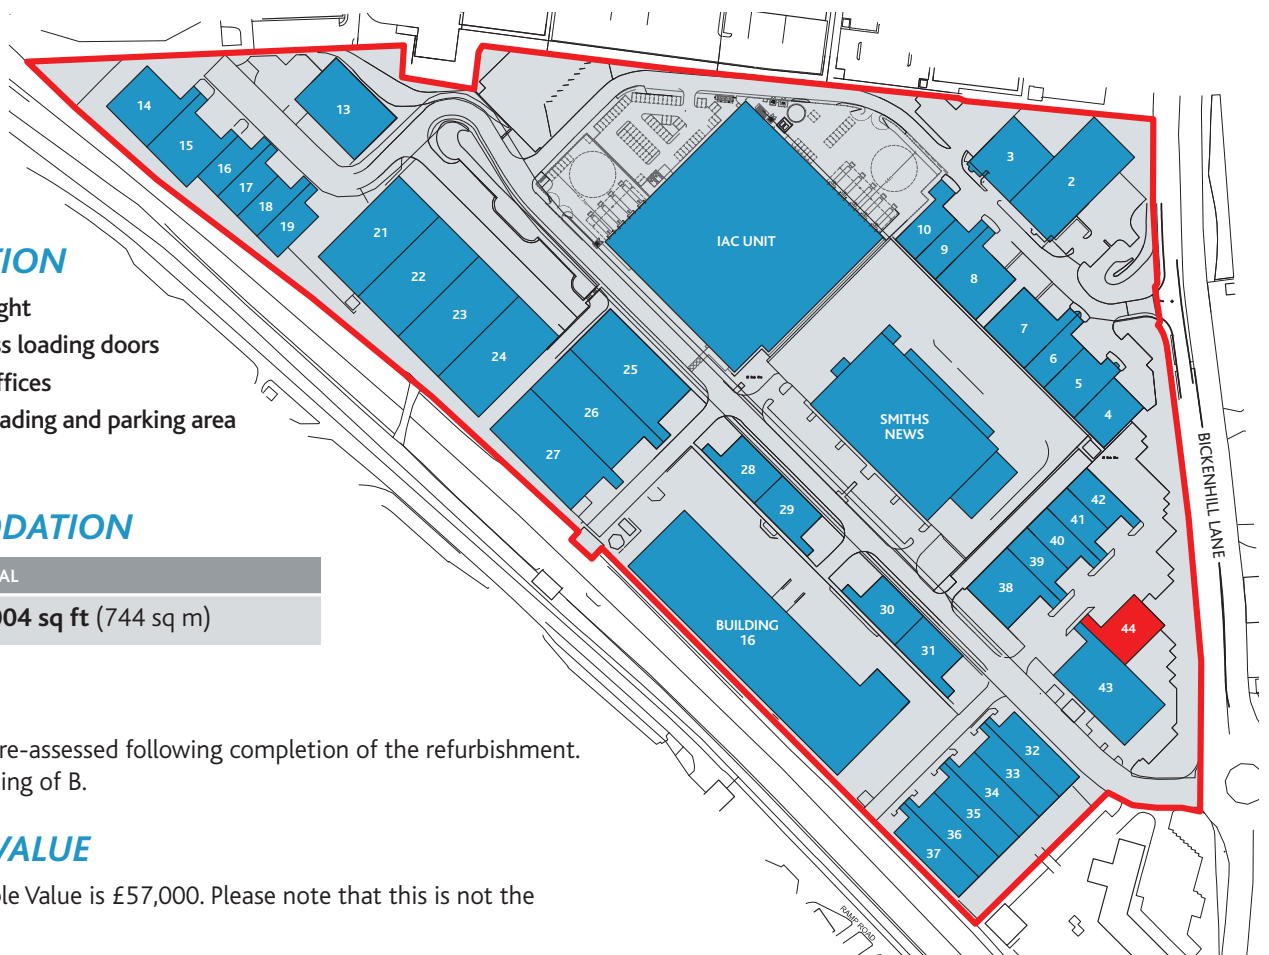 TION
ght
ss loading doors
ffices
ading and parking area
ODATION
AL
004 sq ft (744 sq m)
re-assessed following completion of the refurbishment.
ing of B.
VALUE
le Value is £57,000. Please note that this is not the
14
15
16
17
18
19
13
21
22
23
24
25
26
27
IAC UNIT
3
2
10
9
8
7
6
5
4
SMITHS
NEWS
28
29
30
31
BUILDING
16
42
41
40
39
38
44
43
32
33
34
35
36
37
BICKENHILL LANE
RAMP ROAD